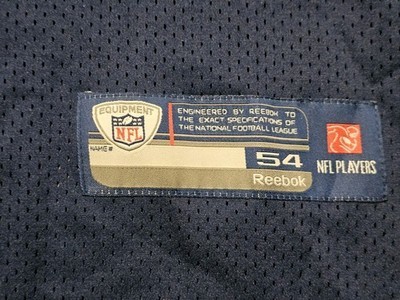 EQUIPMENT
NFL
ENGINEERED BY REEBOK TO
THE EXACT SPECIFICATIONS OF
THE NATIONAL FOOTBALL LEAGUE
NAME #
54
Reebok
NFL PLAYERS